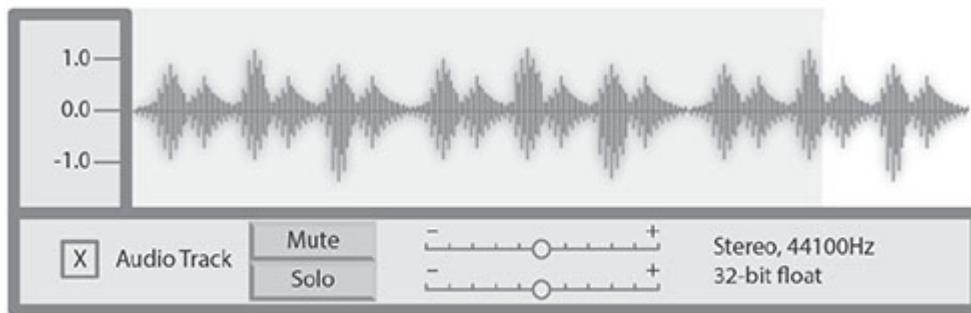 1.0
0.0
-1.0
X
Audio Track
Mute
Solo
- +
- +
Stereo, 44100Hz
32-bit float